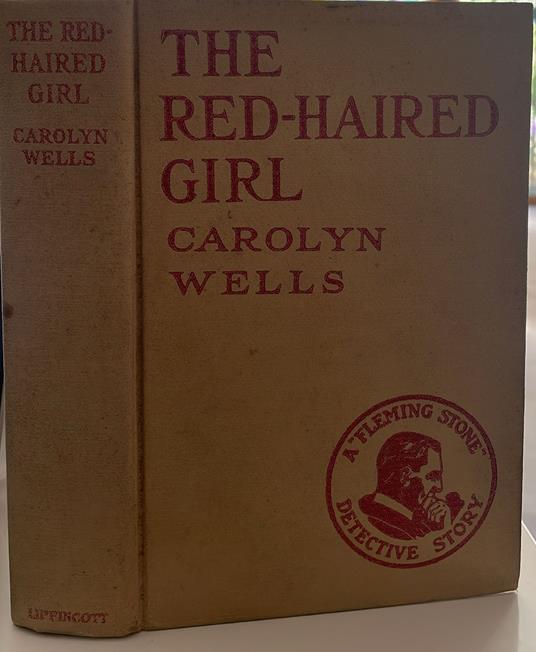 THE RED-
HAIRED
GIRL
CAROLYN
WELLS
LIPPINCOTT
THE
RED-HAIRED
GIRL
CAROLYN
WELLS
A "FLEMING STONE"
DETECTIVE STORY